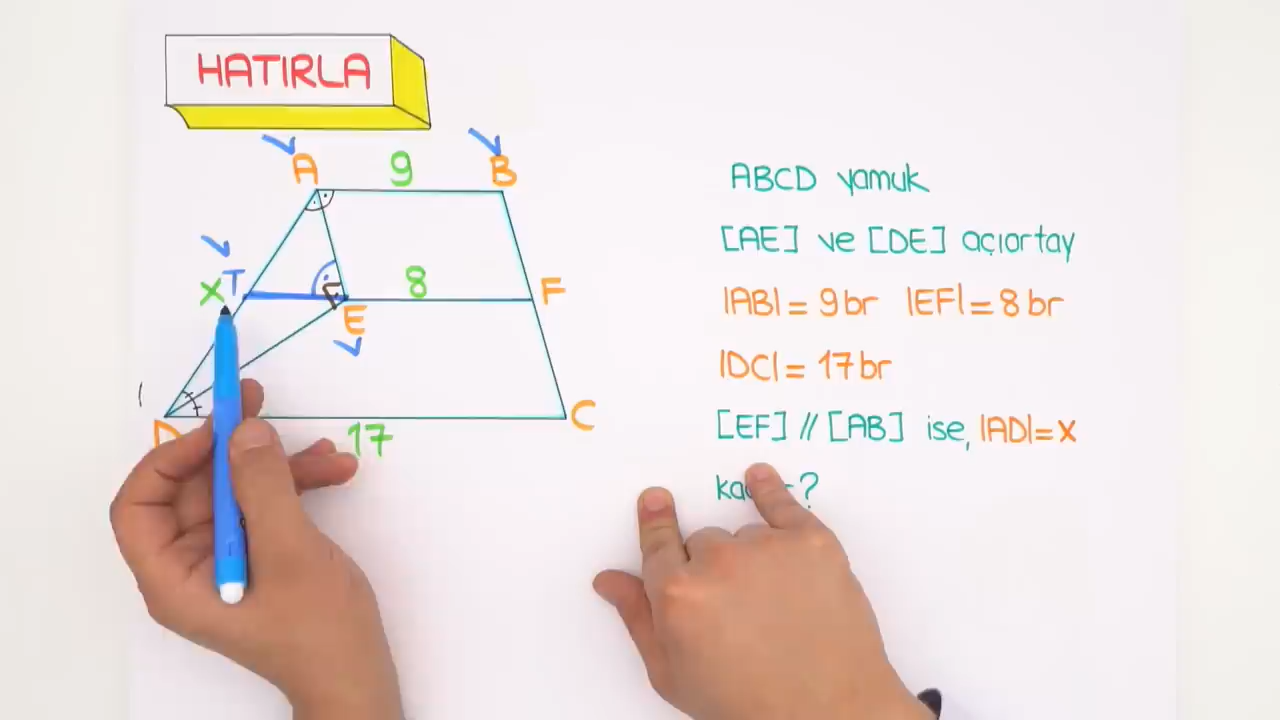 HATIRLA
A 9 B
X T 8 F
E
D 17 C
ABCD yamuk
[AE] ve [DE] açıortay
|AB| = 9 br |EF| = 8 br
|DC| = 17 br
[EF] // [AB] ise, |AD| = x
?